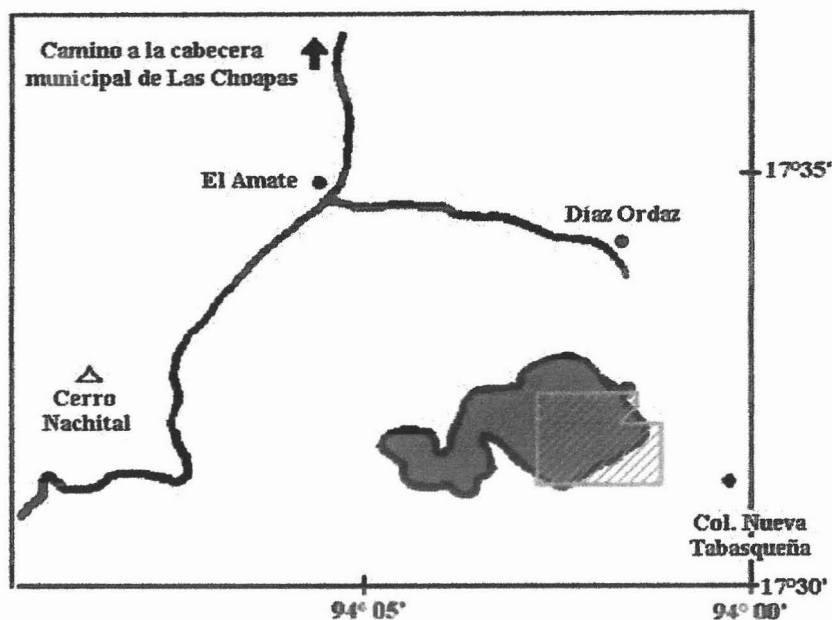 Camino a la cabecera
municipal de Las Choapas
El Amate
17°35'
Díaz Ordaz
Cerro
Nachital
Col. Nueva
Tabasqueña
17°30'
94° 05'
94° 00'